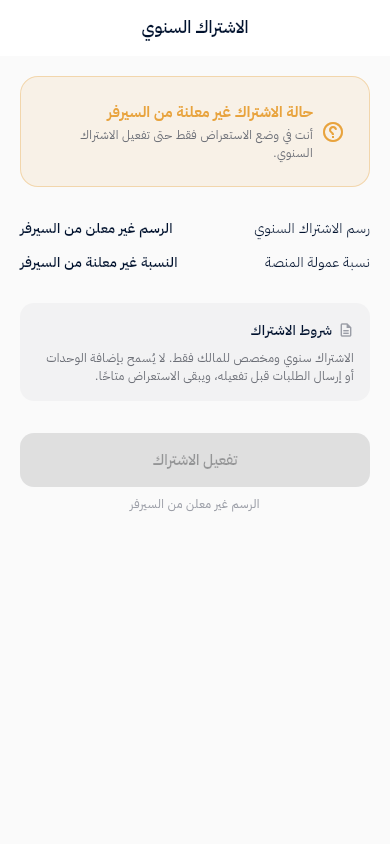 الاشتراك السنوي
حالة الاشتراك غير معلنة من السيرفر
أنت في وضع الاستعراض فقط حتى تفعيل الاشتراك
السنوي.
رسم الاشتراك السنوي
الرسم غير معلن من السيرفر
نسبة عمولة المنصة
النسبة غير معلنة من السيرفر
شروط الاشتراك
الاشتراك سنوي ومخصص للمالك فقط. لا يُسمح بإضافة الوحدات
أو إرسال الطلبات قبل تفعيله، ويبقى الاستعراض متاحًا.
تفعيل الاشتراك
الرسم غير معلن من السيرفر